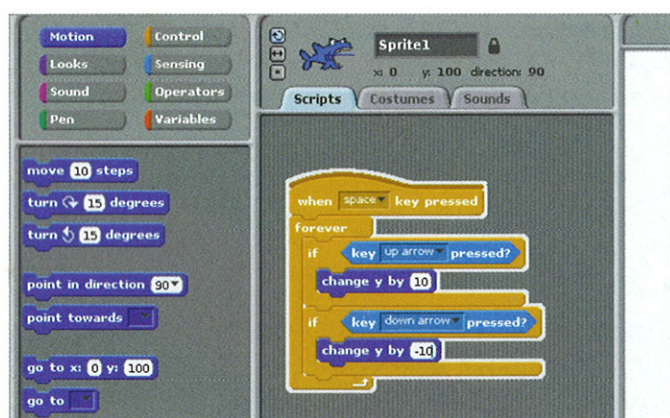 Motion Control
Looks Sensing
Sound Operators
Pen Variables
move 10 steps
turn 15 degrees
turn 15 degrees
point in direction 90
point towards
go to x: 0 y: 100
go to
Sprite1
x: 0 y: 100 direction: 90
Scripts Costumes Sounds
when space key pressed
forever
if key up arrow pressed?
change y by 10
if key down arrow pressed?
change y by -10